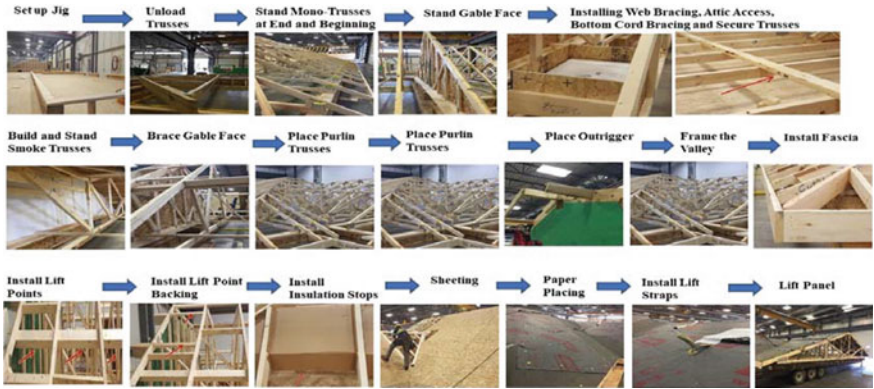 Set up Jig
Unload
Trusses
Stand Mono-Trusses
at End and Beginning
Stand Gable Face
Installing Web Bracing, Attic Access,
Bottom Cord Bracing and Secure Trusses
Build and Stand
Smoke Trusses
Brace Gable Face
Place Purlin
Trusses
Place Purlin
Trusses
Place Outrigger
Frame the
Valley
Install Fascia
Install Lift
Points
Install Lift Point
Backing
Install
Insulation Stops
Sheeting
Paper
Placing
Install Lift
Straps
Lift Panel